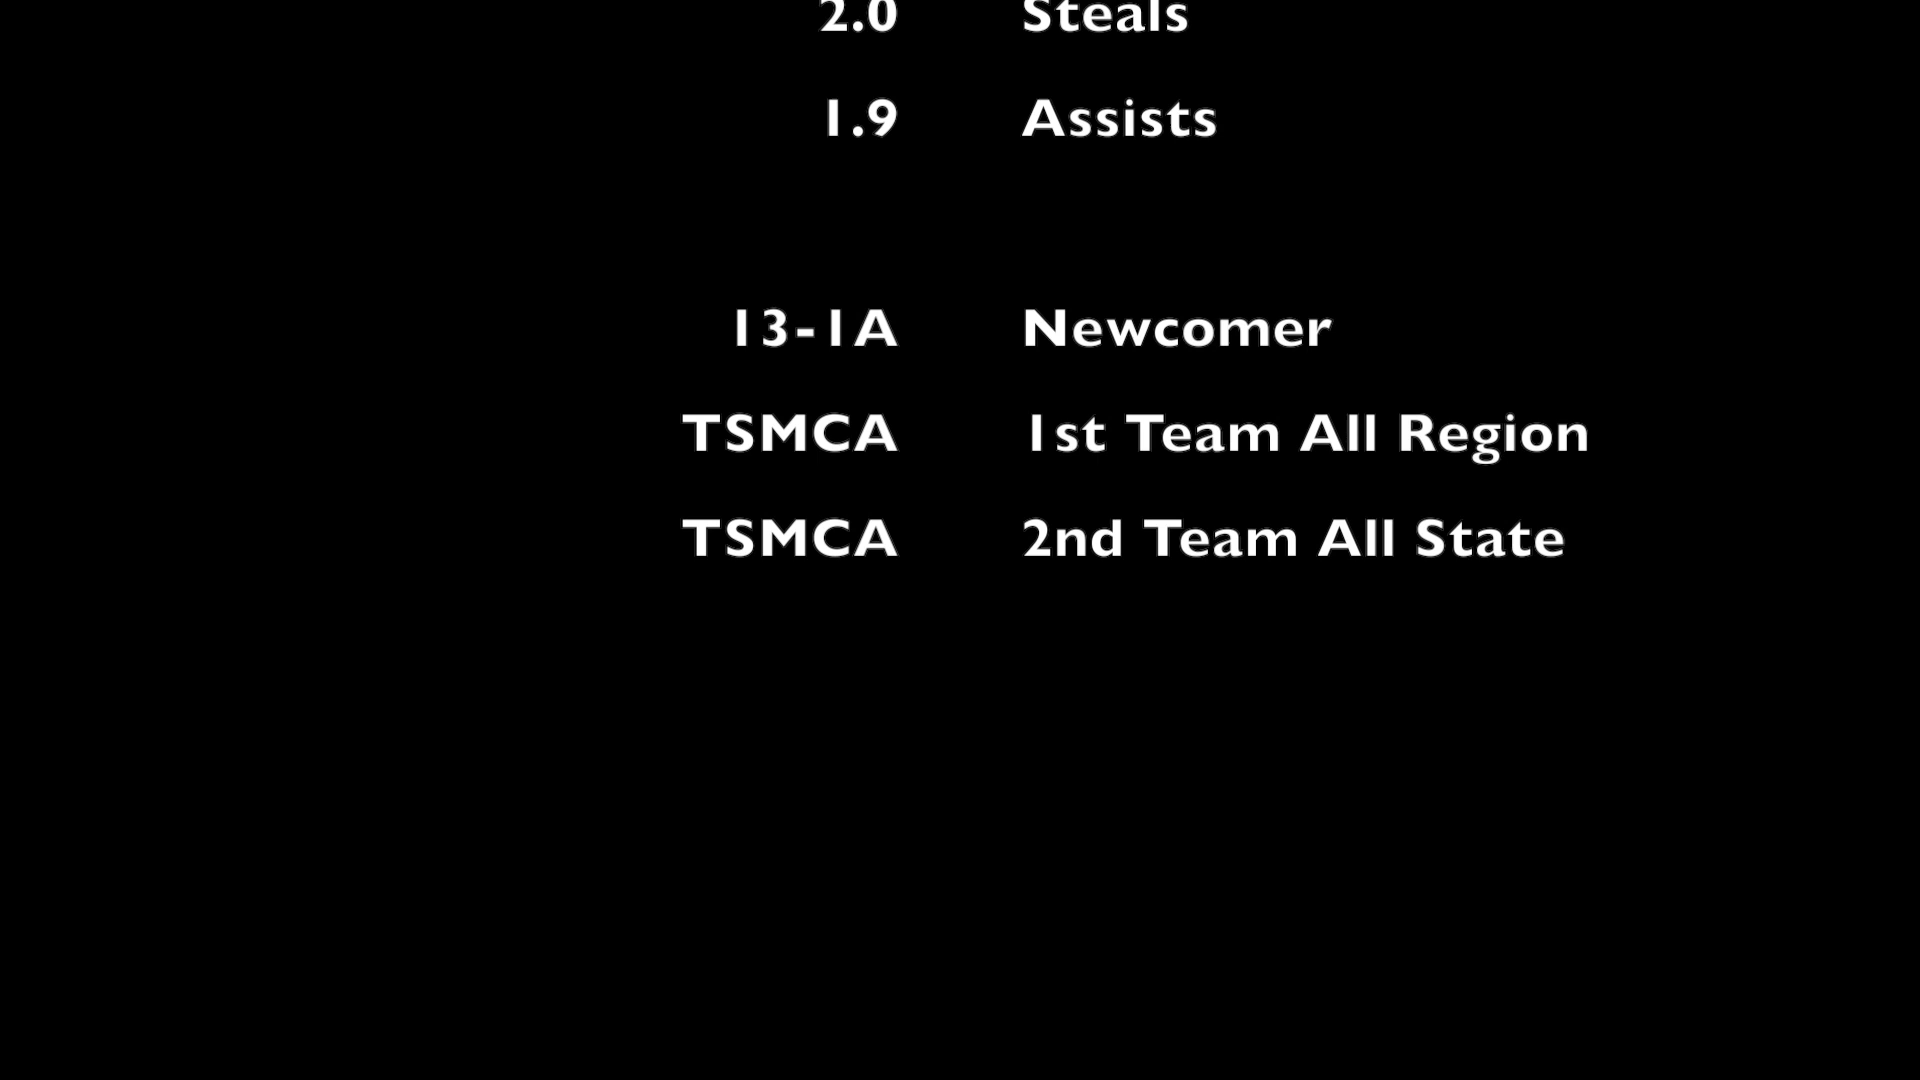 2.0 Steals
1.9 Assists
13-1A Newcomer
TSMCA 1st Team All Region
TSMCA 2nd Team All State